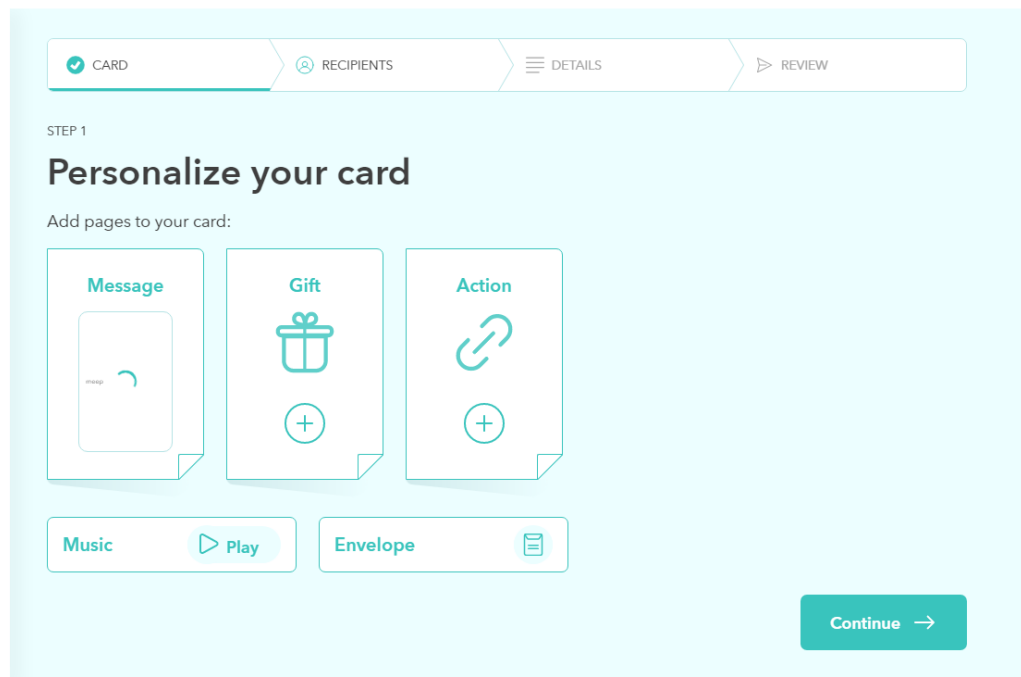 CARD
RECIPIENTS
DETAILS
REVIEW
STEP 1
Personalize your card
Add pages to your card:
Message
Gift
Action
meep
Music
Play
Envelope
Continue